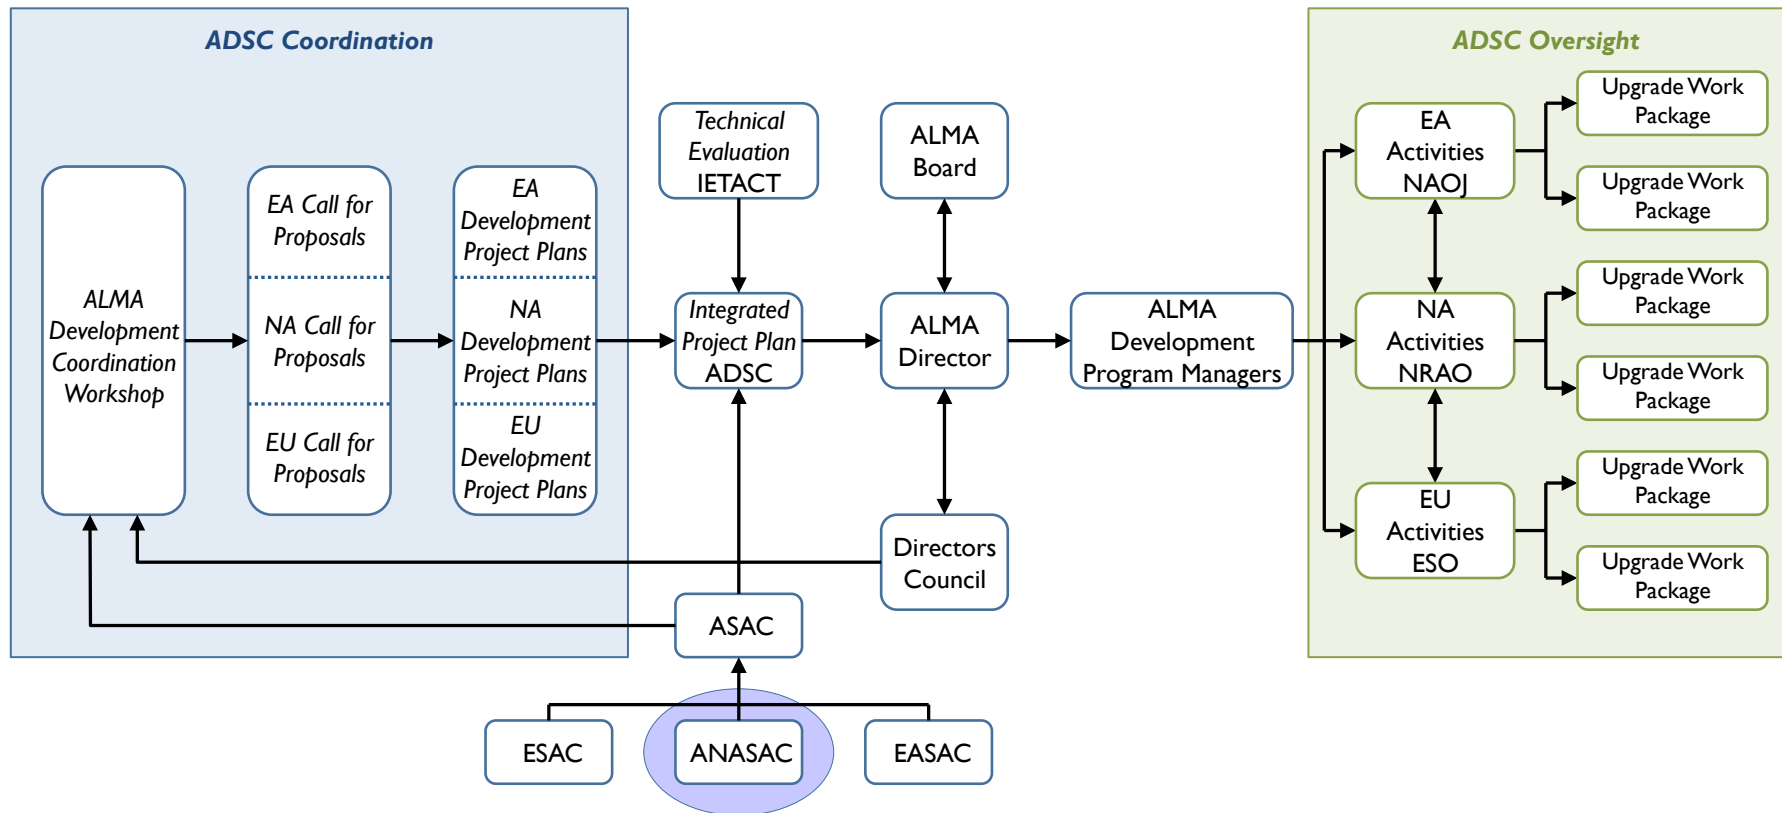 ADSC Coordination
ALMA
Development
Coordination
Workshop
EA Call for
Proposals
NA Call for
Proposals
EU Call for
Proposals
EA
Development
Project Plans
NA
Development
Project Plans
EU
Development
Project Plans
Technical
Evaluation
IETACT
Integrated
Project Plan
ADSC
ALMA
Board
ALMA
Director
Directors
Council
ASAC
ESAC
ANASAC
EASAC
ALMA
Development
Program Managers
ADSC Oversight
EA
Activities
NAOJ
NA
Activities
NRAO
EU
Activities
ESO
Upgrade Work
Package
Upgrade Work
Package
Upgrade Work
Package
Upgrade Work
Package
Upgrade Work
Package
Upgrade Work
Package